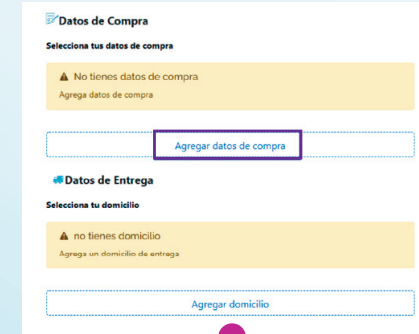 Datos de Compra
Selecciona tus datos de compra
No tienes datos de compra
Agrega datos de compra
Agregar datos de compra
Datos de Entrega
Selecciona tu domicilio
no tienes domicilio
Agrega un domicilio de entrega
Agregar domicilio